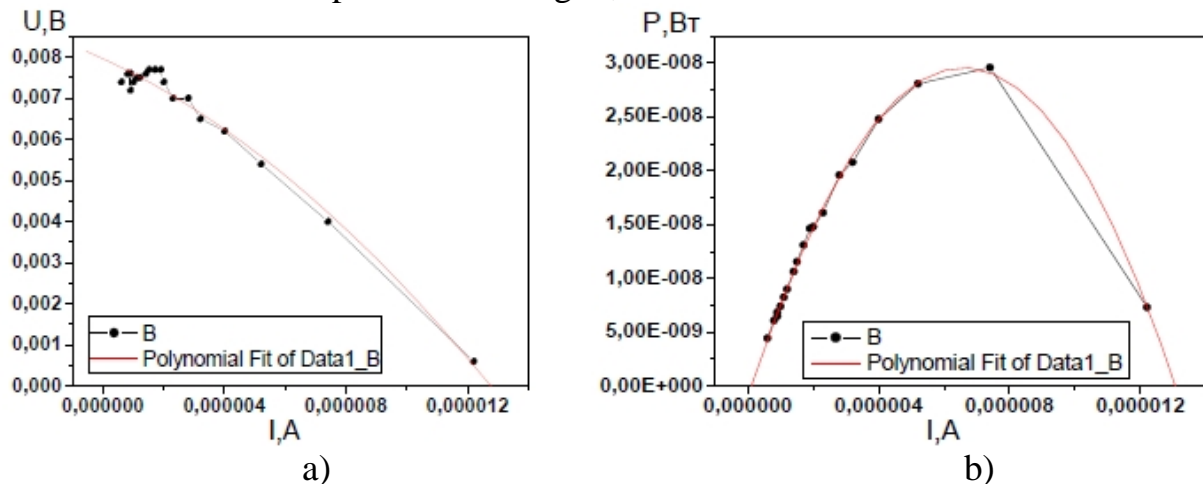 U,В
0,008
0,007
0,006
0,005
0,004
0,003
0,002
0,001
0,000
B
Polynomial Fit of Data1_B
0,000000
0,000004
0,000008
0,000012
I,A
a)
P,Вт
3,00E-008
2,50E-008
2,00E-008
1,50E-008
1,00E-008
5,00E-009
0,00E+000
B
Polynomial Fit of Data1_B
0,000000
0,000004
0,000008
0,000012
I,A
b)